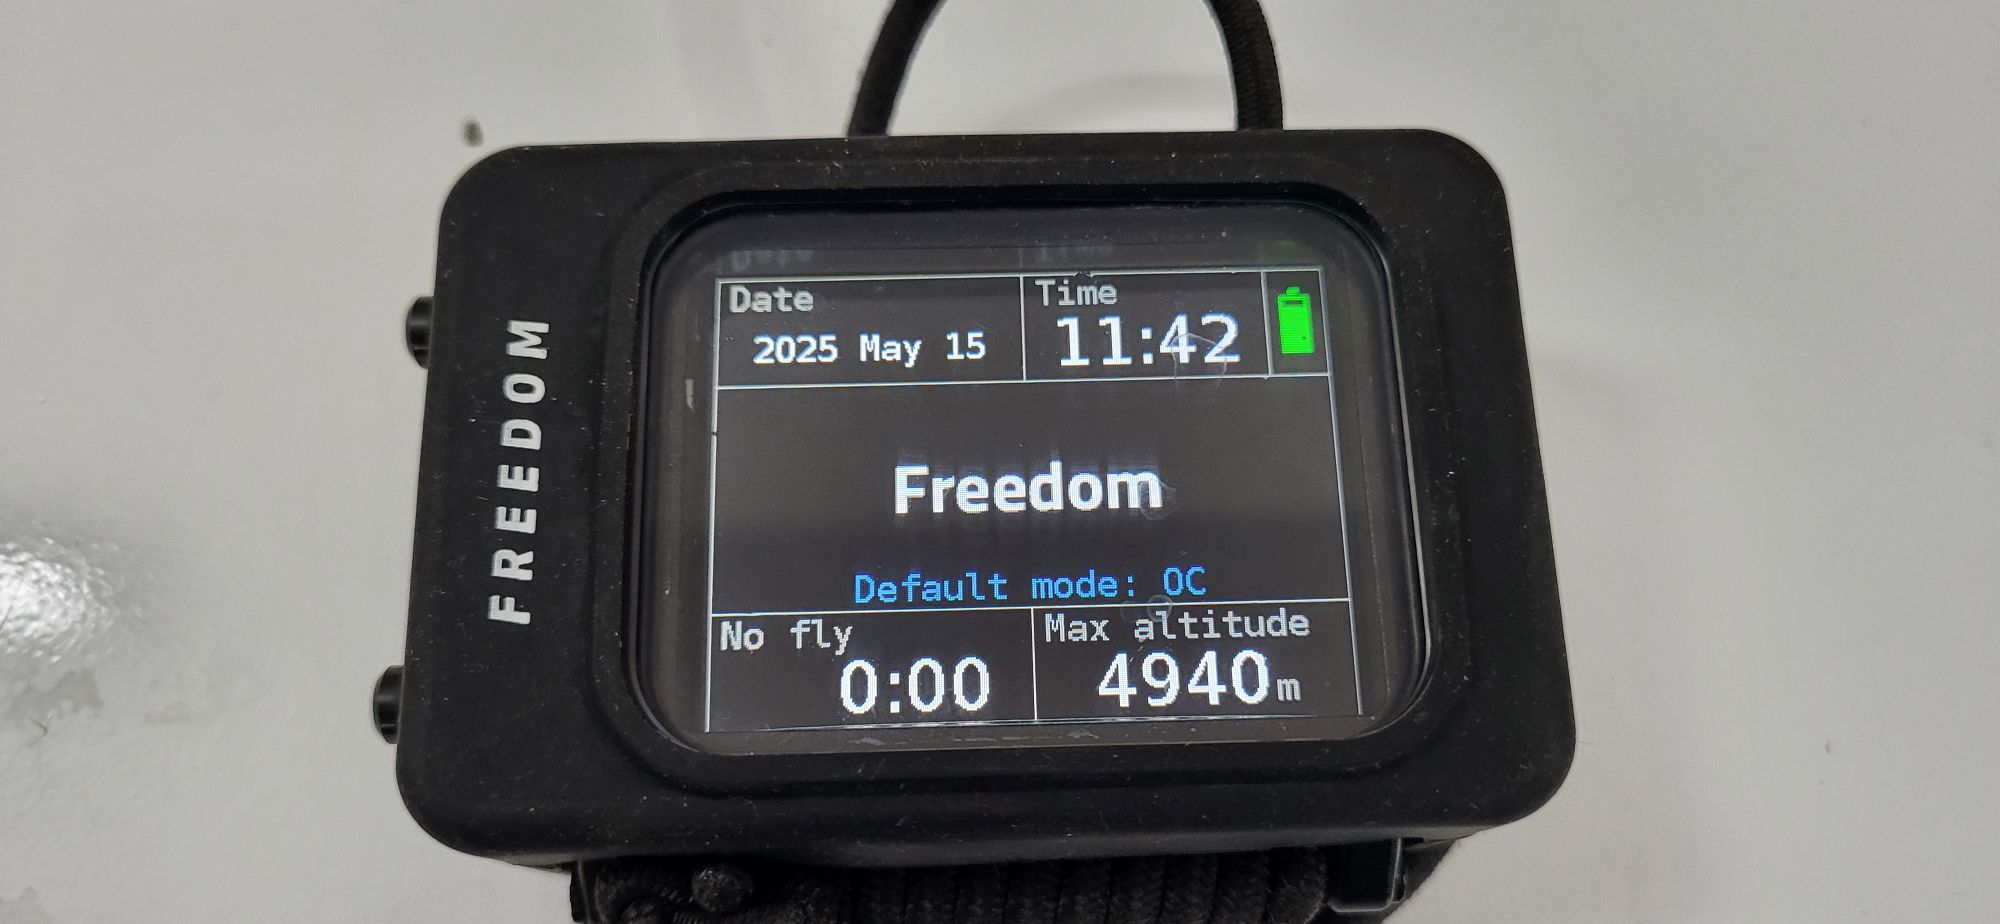 FREEDOM
Date
2025 May 15
Time
11:42
Freedom
Default mode: OC
No fly
0:00
Max altitude
4940m